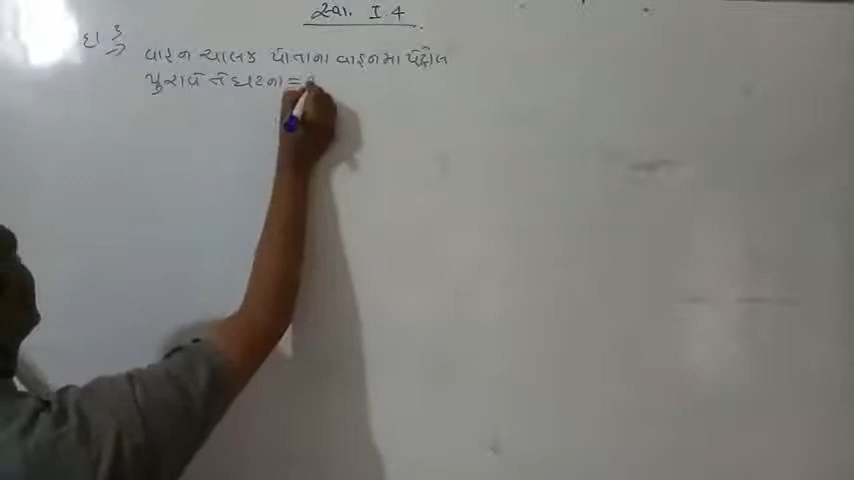 સ્વા. I.4
ધા કે
⇒ વાહન ચાલક પોતાના વાહનમાં પેટ્રોલ
પુરાવે તે ઘટના =